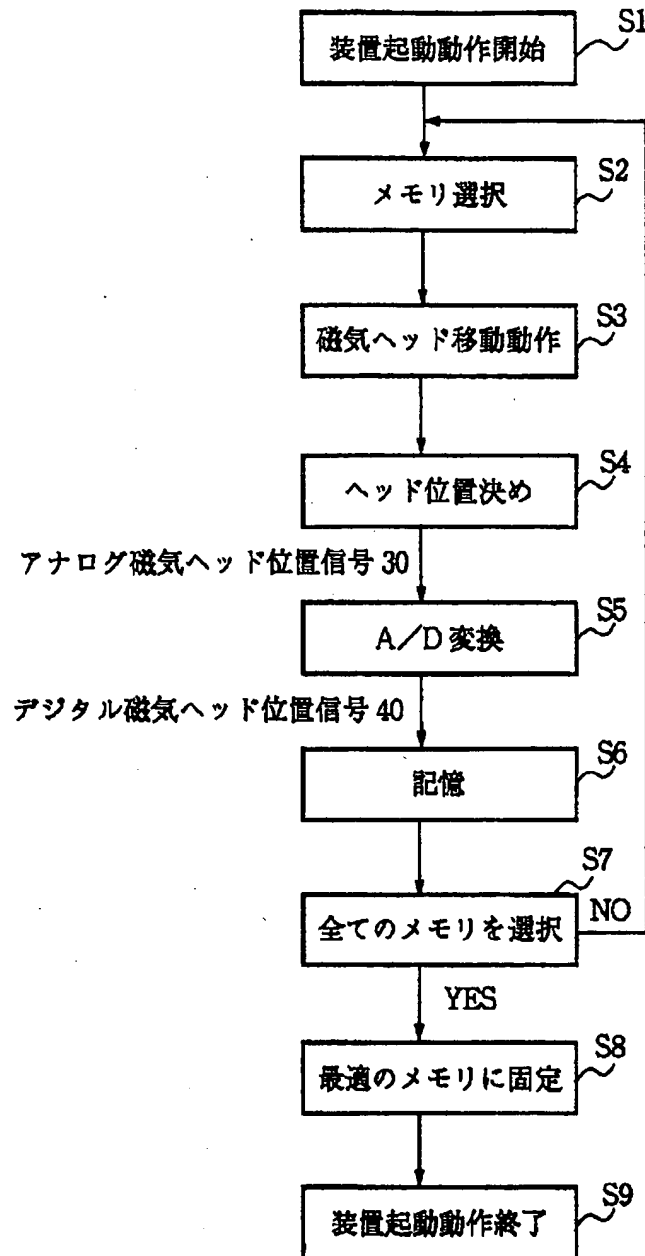 装置起動動作開始
S1
メモリ選択
S2
磁気ヘッド移動動作
S3
ヘッド位置決め
S4
アナログ磁気ヘッド位置信号 30
A/D 変換
S5
デジタル磁気ヘッド位置信号 40
記憶
S6
全てのメモリを選択
S7
NO
YES
最適のメモリに固定
S8
装置起動動作終了
S9